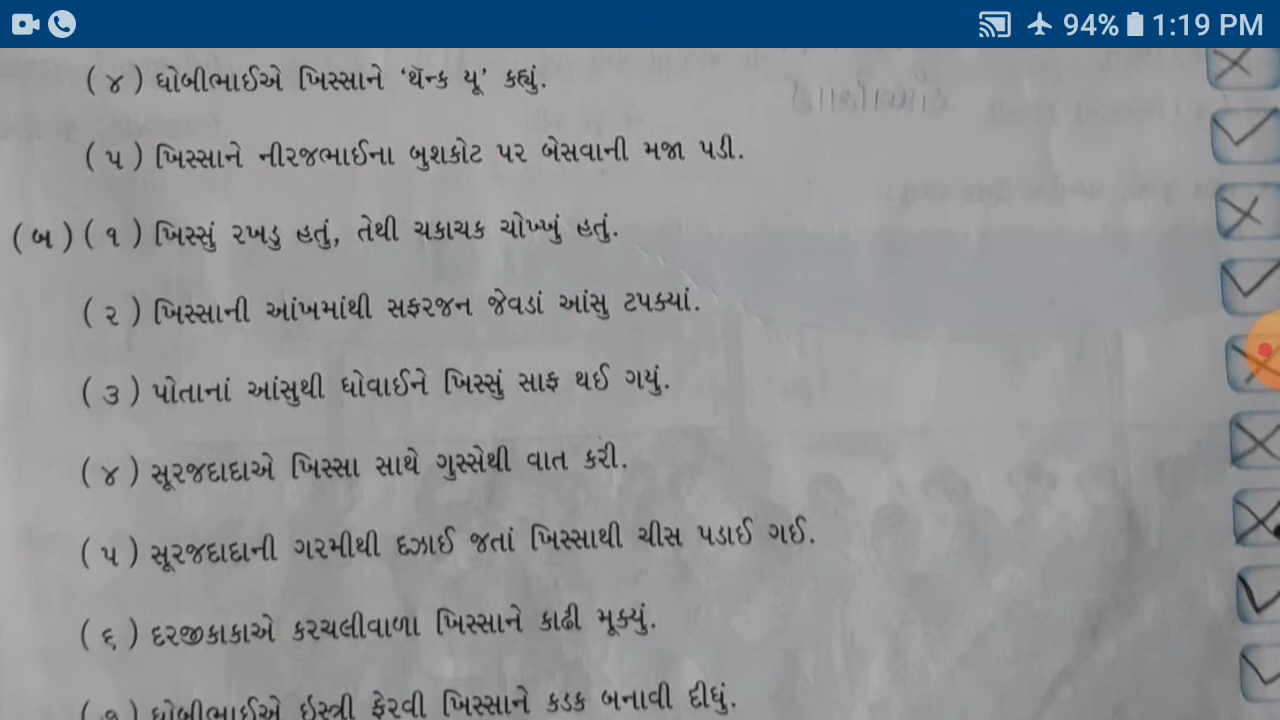 94% 1:19 PM
(૪) ધોબીભાઈએ ખિસ્સાને ‘થૅન્ક યૂ’ કહ્યું.
(૫) ખિસ્સાને નીરજભાઈના બુશકોટ પર બેસવાની મજા પડી.
(બ) (૧) ખિસ્સું રખડુ હતું, તેથી ચકાચક ચોખ્ખું હતું.
(૨) ખિસ્સાની આંખમાંથી સફરજન જેવડાં આંસુ ટપક્યાં.
(૩) પોતાનાં આંસુથી ધોવાઈને ખિસ્સું સાફ થઈ ગયું.
(૪) સૂરજદાદાએ ખિસ્સા સાથે ગુસ્સેથી વાત કરી.
(૫) સૂરજદાદાની ગરમીથી દઝાઈ જતાં ખિસ્સાથી ચીસ પડાઈ ગઈ.
(૬) દરજીકાકાએ કરચલીવાળા ખિસ્સાને કાઢી મૂક્યું.
(૭) ધોબીભાઈએ ઇસ્ત્રી ફેરવી ખિસ્સાને કડક બનાવી દીધું.